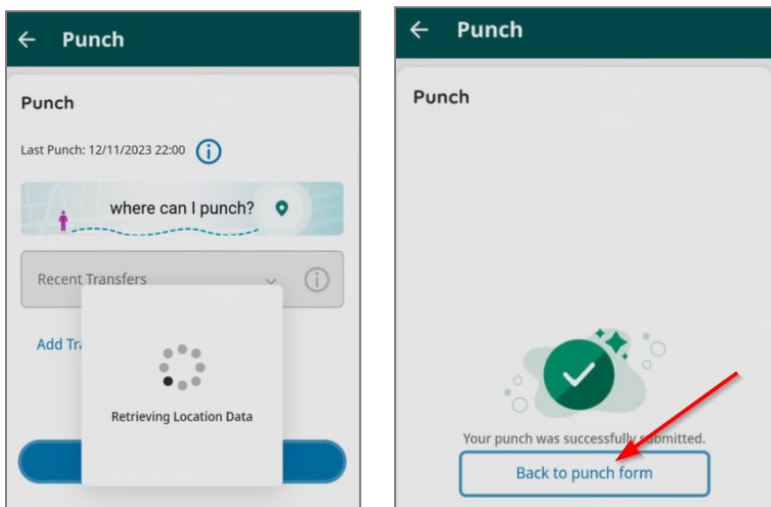 Punch
Punch
Last Punch: 12/11/2023 22:00
where can I punch?
Recent Transfers
Add Tra
Retrieving Location Data
Punch
Punch
Your punch was successfully submitted.
Back to punch form